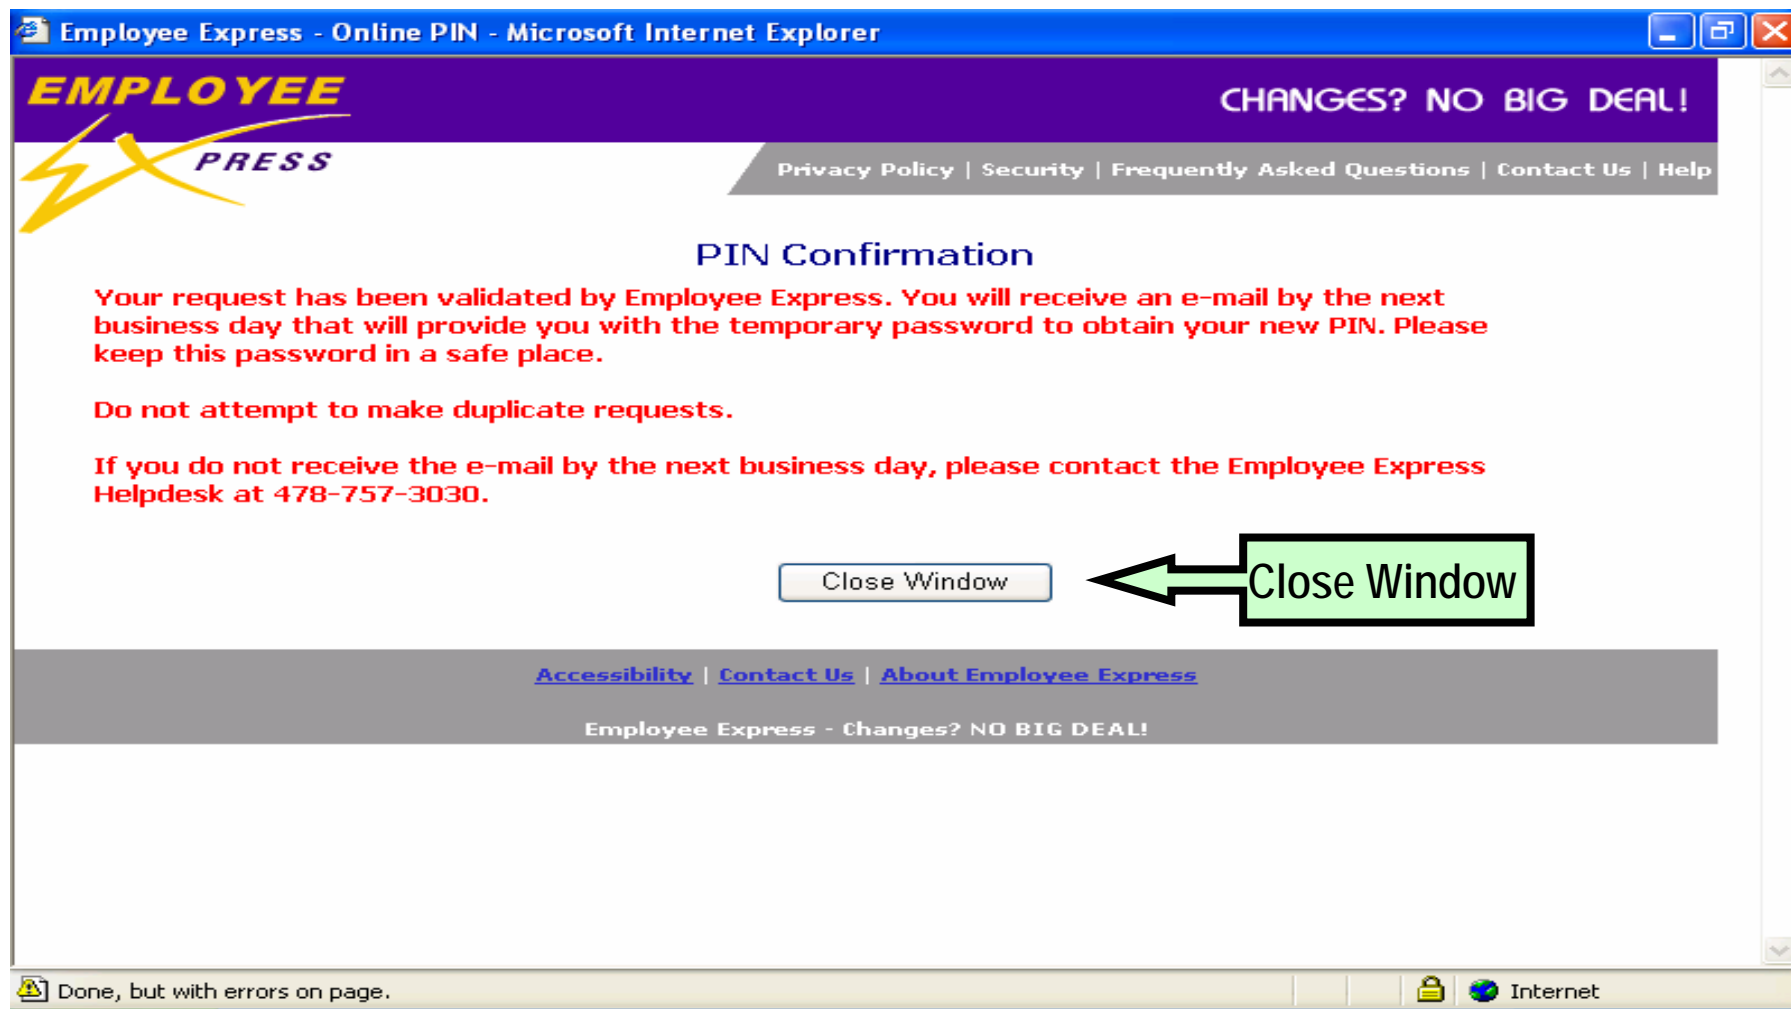 Employee Express - Online PIN - Microsoft Internet Explorer
EMPLOYEE
CHANGES? NO BIG DEAL!
PRESS
Privacy Policy | Security | Frequently Asked Questions | Contact Us | Help
PIN Confirmation
Your request has been validated by Employee Express. You will receive an e-mail by the next
business day that will provide you with the temporary password to obtain your new PIN. Please
keep this password in a safe place.
Do not attempt to make duplicate requests.
If you do not receive the e-mail by the next business day, please contact the Employee Express
Helpdesk at 478-757-3030.
Close Window
Close Window
Accessibility | Contact Us | About Employee Express
Employee Express - Changes? NO BIG DEAL!
Done, but with errors on page.
Internet